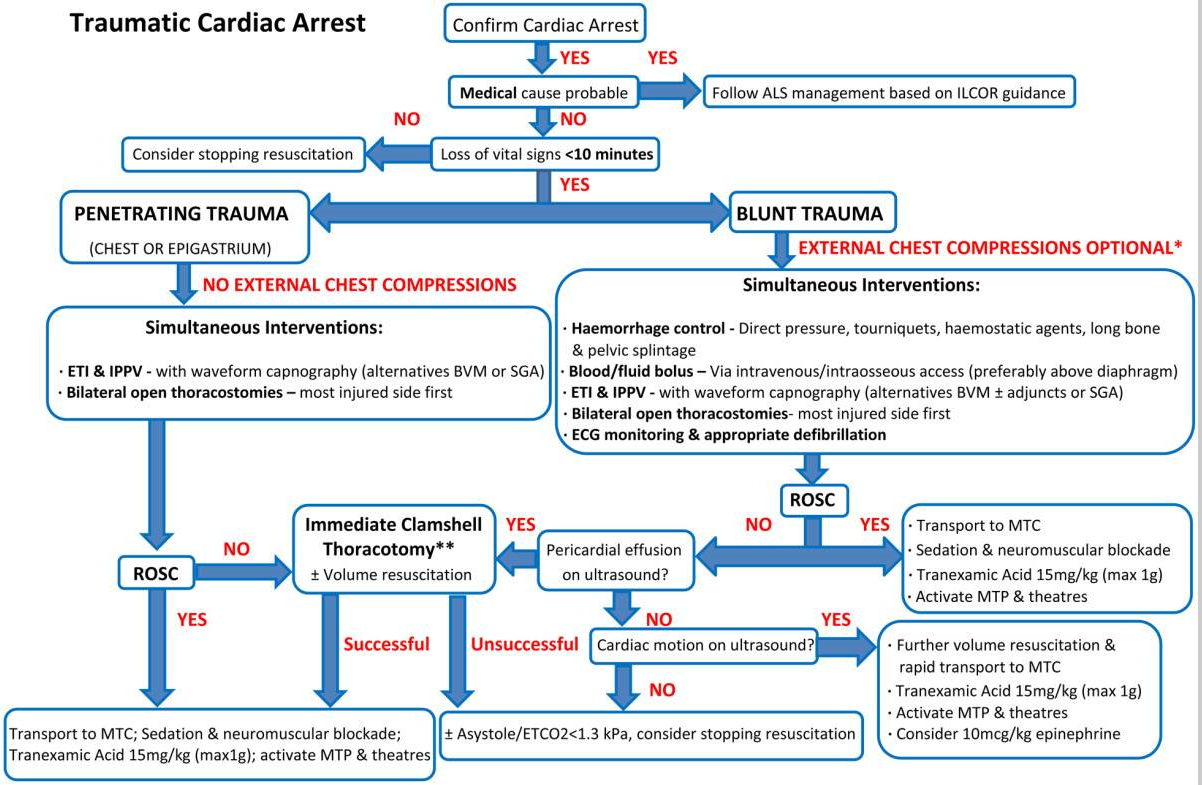 Traumatic Cardiac Arrest
Confirm Cardiac Arrest
YES
YES
Medical cause probable
Follow ALS management based on ILCOR guidance
NO
NO
Consider stopping resuscitation
Loss of vital signs <10 minutes
YES
PENETRATING TRAUMA
(CHEST OR EPIGASTRIUM)
BLUNT TRAUMA
NO EXTERNAL CHEST COMPRESSIONS
EXTERNAL CHEST COMPRESSIONS OPTIONAL*
Simultaneous Interventions:
· ETI & IPPV - with waveform capnography (alternatives BVM or SGA)
· Bilateral open thoracostomies – most injured side first
Simultaneous Interventions:
· Haemorrhage control - Direct pressure, tourniquets, haemostatic agents, long bone
& pelvic splintage
· Blood/fluid bolus – Via intravenous/intraosseous access (preferably above diaphragm)
· ETI & IPPV - with waveform capnography (alternatives BVM ± adjuncts or SGA)
· Bilateral open thoracostomies- most injured side first
· ECG monitoring & appropriate defibrillation
ROSC
NO
YES
· Transport to MTC
· Sedation & neuromuscular blockade
· Tranexamic Acid 15mg/kg (max 1g)
· Activate MTP & theatres
Pericardial effusion
on ultrasound?
YES
Immediate Clamshell
Thoracotomy**
± Volume resuscitation
ROSC
NO
YES
Successful
Unsuccessful
NO
Cardiac motion on ultrasound?
YES
· Further volume resuscitation &
rapid transport to MTC
· Tranexamic Acid 15mg/kg (max 1g)
· Activate MTP & theatres
· Consider 10mcg/kg epinephrine
NO
Transport to MTC; Sedation & neuromuscular blockade;
Tranexamic Acid 15mg/kg (max1g); activate MTP & theatres
± Asystole/ETCO2<1.3 kPa, consider stopping resuscitation